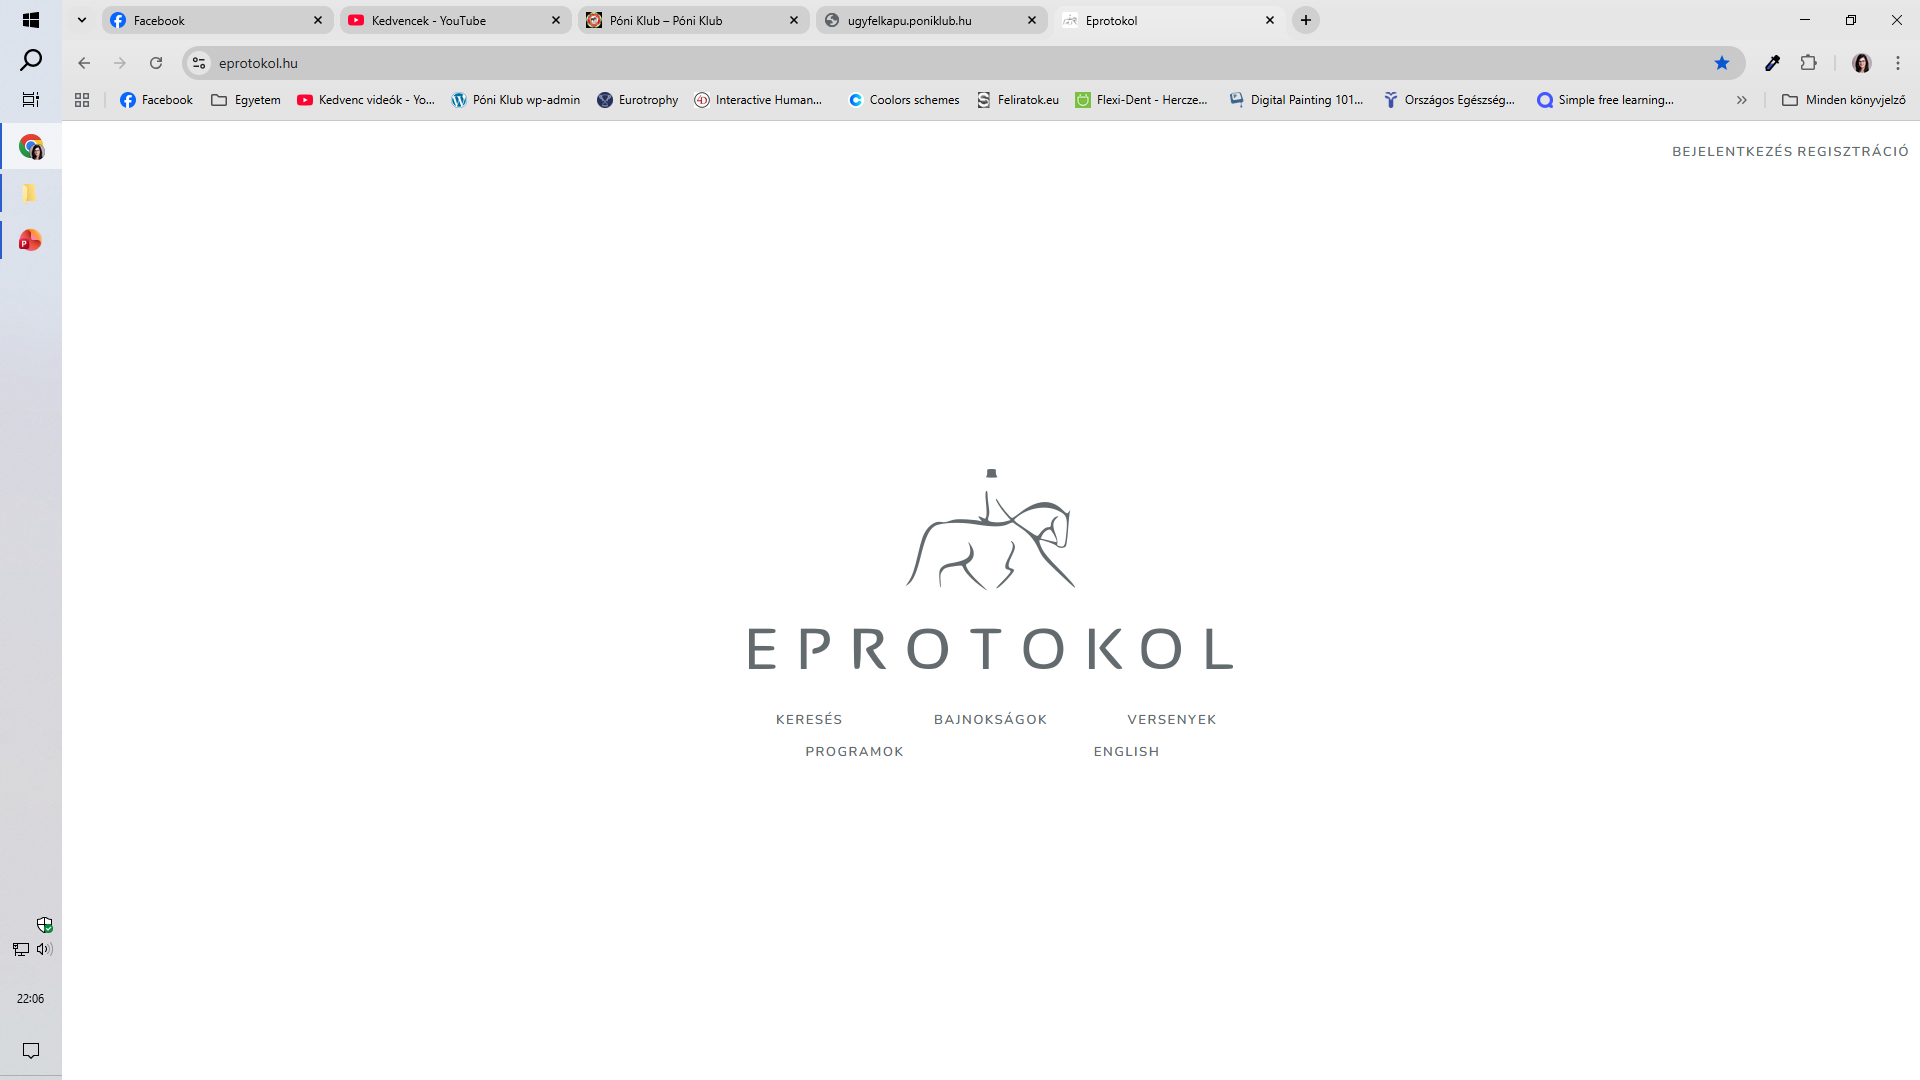 Facebook
Kedvencek - YouTube
Póni Klub – Póni Klub
ugyfelkapu.poniklub.hu
Eprotokol
eprotokol.hu
Facebook
Egyetem
Kedvenc videók - Yo...
Póni Klub wp-admin
Eurotrophy
Interactive Human...
Coolors schemes
Feliratok.eu
Flexi-Dent - Hercze...
Digital Painting 101...
Országos Egészség...
Simple free learning...
Minden könyvjelző
BEJELENTKEZÉS REGISZTRÁCIÓ
EPROTOKOL
KERESÉS BAJNOKSÁGOK VERSENYEK
PROGRAMOK ENGLISH
22:06